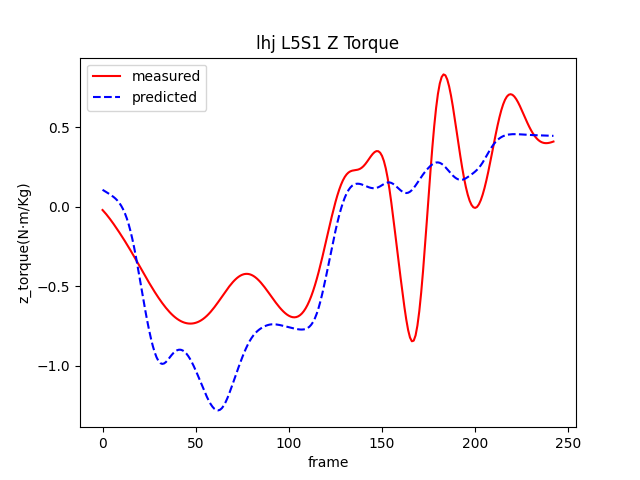 lhj L5S1 Z Torque
measured
predicted
z_torque(N·m/Kg)
0.5
0.0
−0.5
−1.0
0 50 100 150 200 250
frame